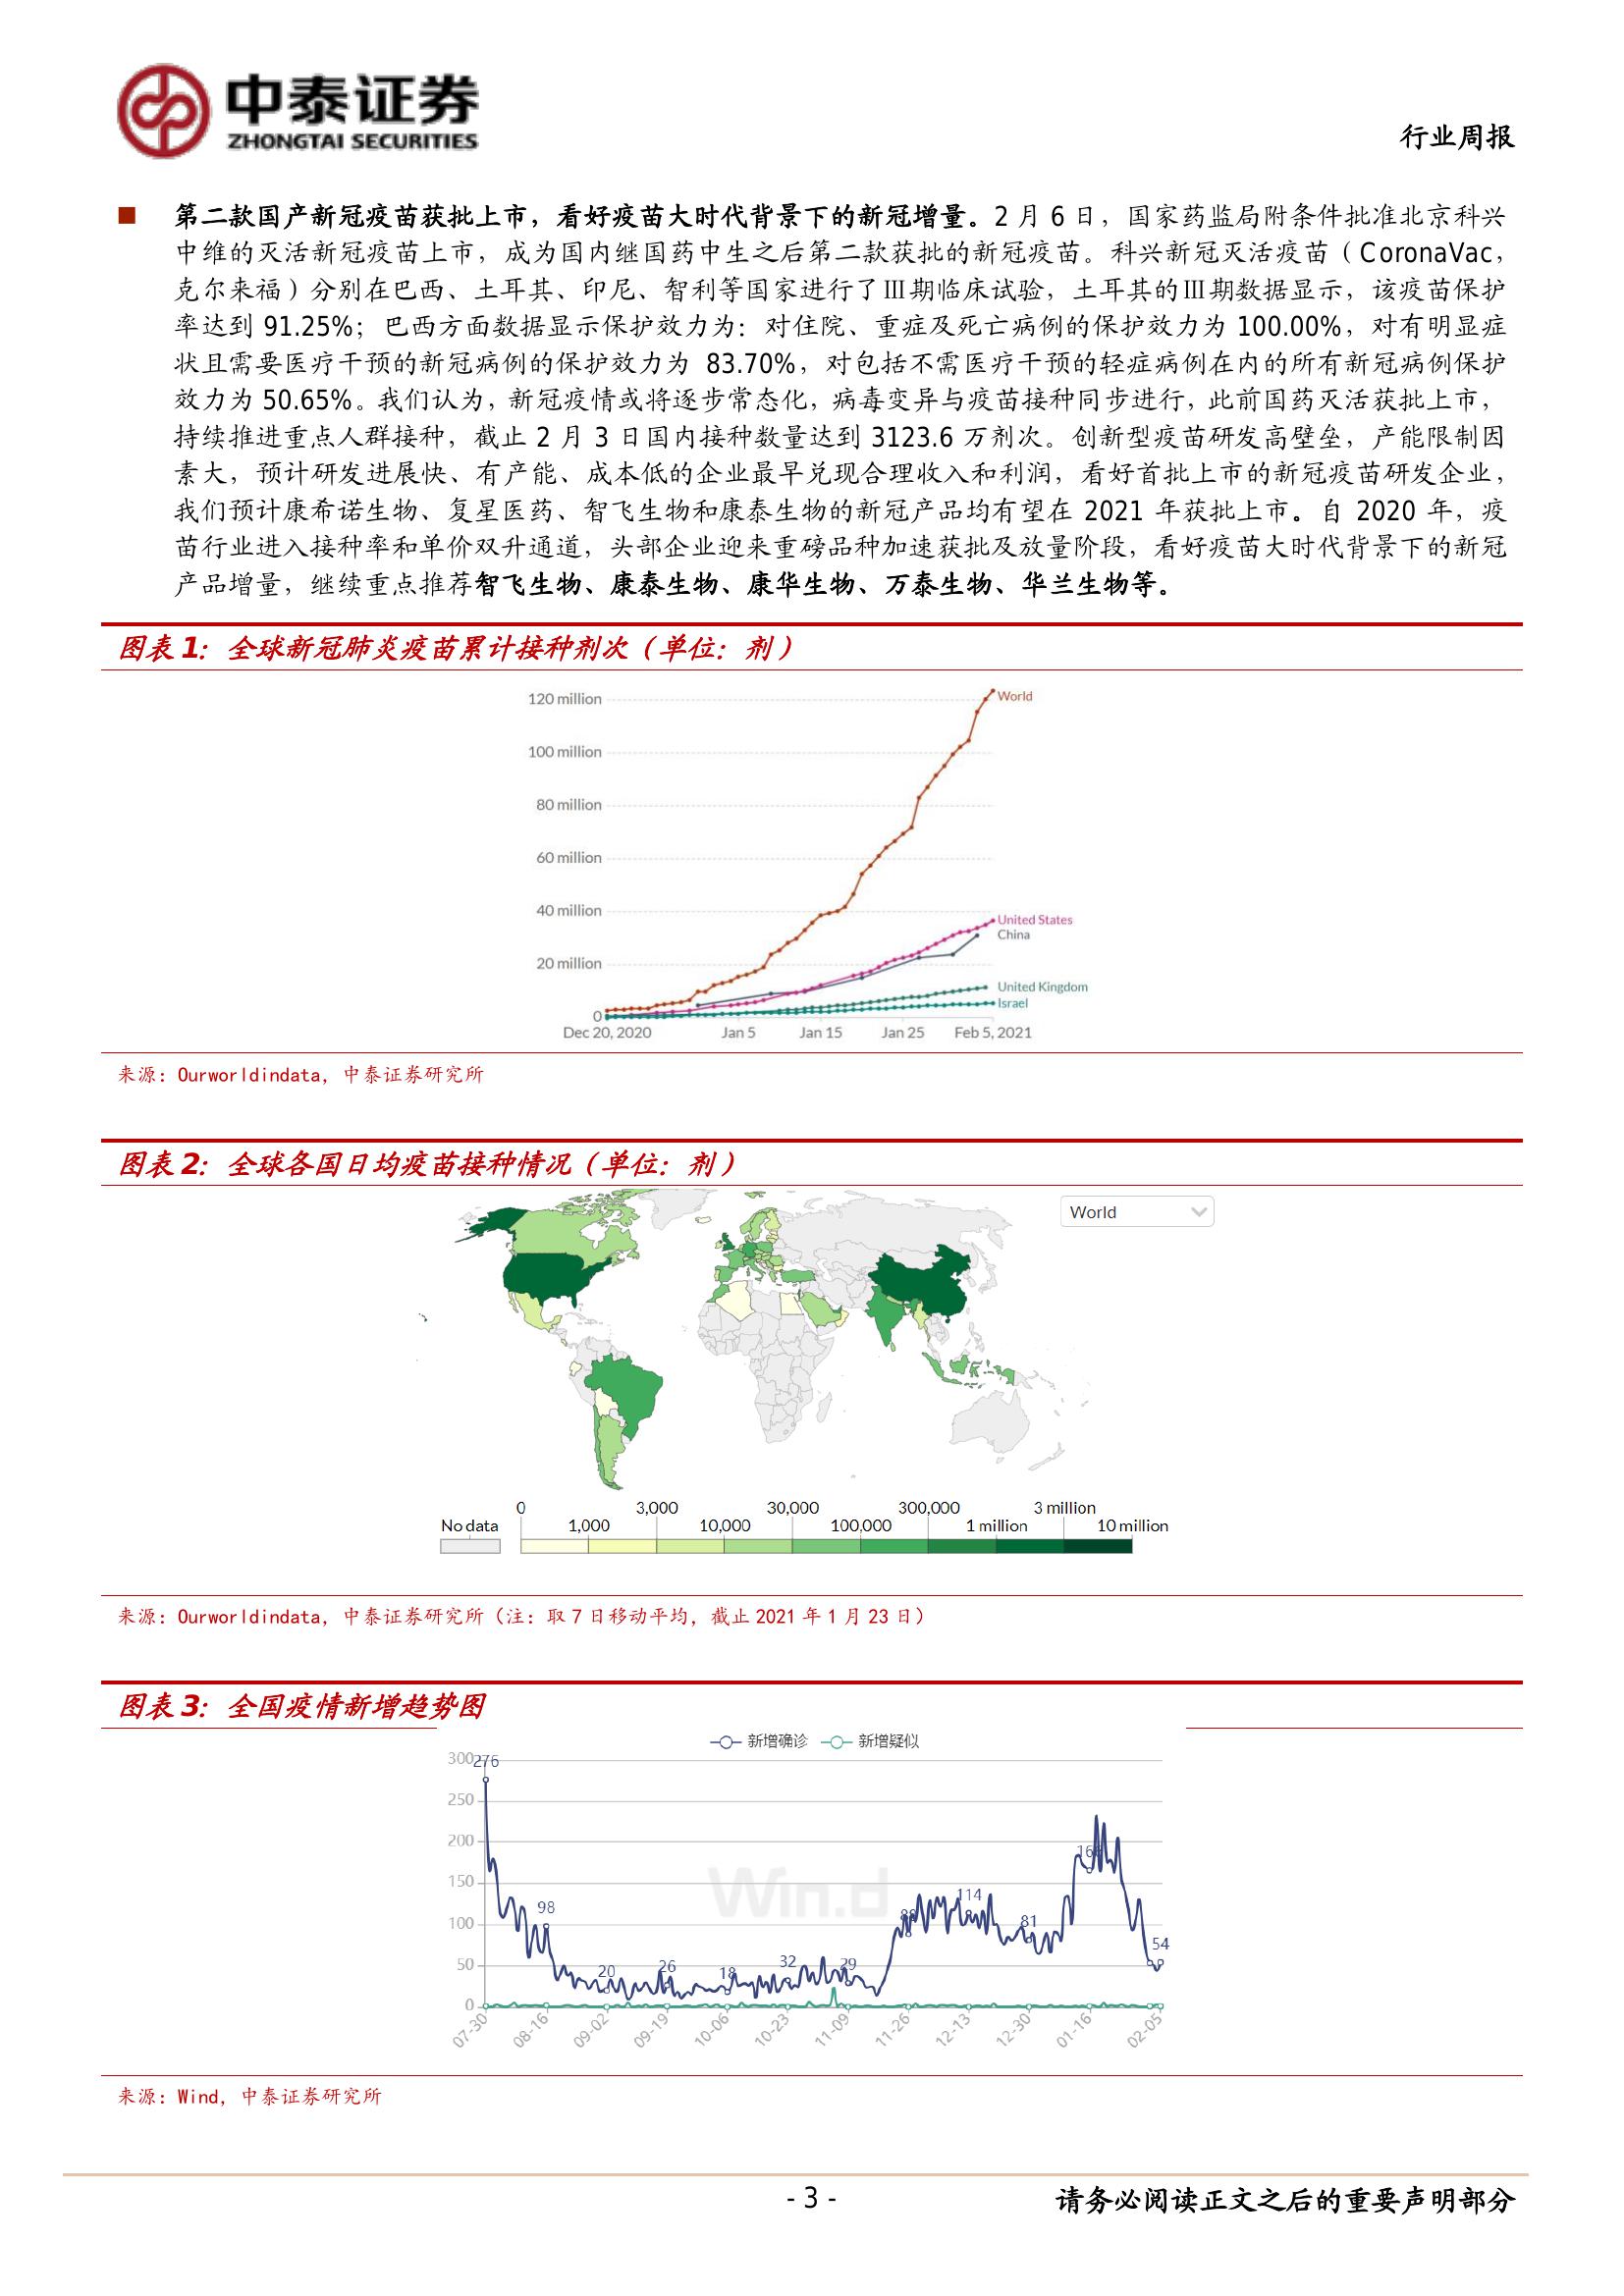 中泰证券
ZHONGTAI SECURITIES
行业周报
■ 第二款国产新冠疫苗获批上市，看好疫苗大时代背景下的新冠增量。2 月 6 日，国家药监局附条件批准北京科兴
中维的灭活新冠疫苗上市，成为国内继国药中生之后第二款获批的新冠疫苗。科兴新冠灭活疫苗（CoronaVac，
克尔来福）分别在巴西、土耳其、印尼、智利等国家进行了Ⅲ期临床试验，土耳其的Ⅲ期数据显示，该疫苗保护
率达到 91.25%；巴西方面数据显示保护效力为：对住院、重症及死亡病例的保护效力为 100.00%，对有明显症
状且需要医疗干预的新冠病例的保护效力为 83.70%，对包括不需医疗干预的轻症病例在内的所有新冠病例保护
效力为 50.65%。我们认为，新冠疫情或将逐步常态化，病毒变异与疫苗接种同步进行，此前国药灭活获批上市，
持续推进重点人群接种，截止 2 月 3 日国内接种数量达到 3123.6 万剂次。创新型疫苗研发高壁垒，产能限制因
素大，预计研发进展快、有产能、成本低的企业最早兑现合理收入和利润，看好首批上市的新冠疫苗研发企业，
我们预计康希诺生物、复星医药、智飞生物和康泰生物的新冠产品均有望在 2021 年获批上市。自 2020 年，疫
苗行业进入接种率和单价双升通道，头部企业迎来重磅品种加速获批及放量阶段，看好疫苗大时代背景下的新冠
产品增量，继续重点推荐智飞生物、康泰生物、康华生物、万泰生物、华兰生物等。
图表 1：全球新冠肺炎疫苗累计接种剂次（单位：剂）
120 million
World
100 million
80 million
60 million
40 million
United States
China
20 million
United Kingdom
Israel
0
Dec 20, 2020 Jan 5 Jan 15 Jan 25 Feb 5, 2021
来源：Ourworldindata，中泰证券研究所
图表 2：全球各国日均疫苗接种情况（单位：剂）
World
0 3,000 30,000 300,000 3 million
No data 1,000 10,000 100,000 1 million 10 million
来源：Ourworldindata，中泰证券研究所（注：取 7 日移动平均，截止 2021 年 1 月 23 日）
图表 3：全国疫情新增趋势图
新增确诊 新增疑似
300
276
250
200
16
150
Win.d
114
98
88
100
81
54
50
20 26 18 32 29
0
07-30 08-16 09-02 09-19 10-06 10-23 11-09 11-26 12-13 12-30 01-16 02-05
来源：Wind，中泰证券研究所
- 3 -
请务必阅读正文之后的重要声明部分